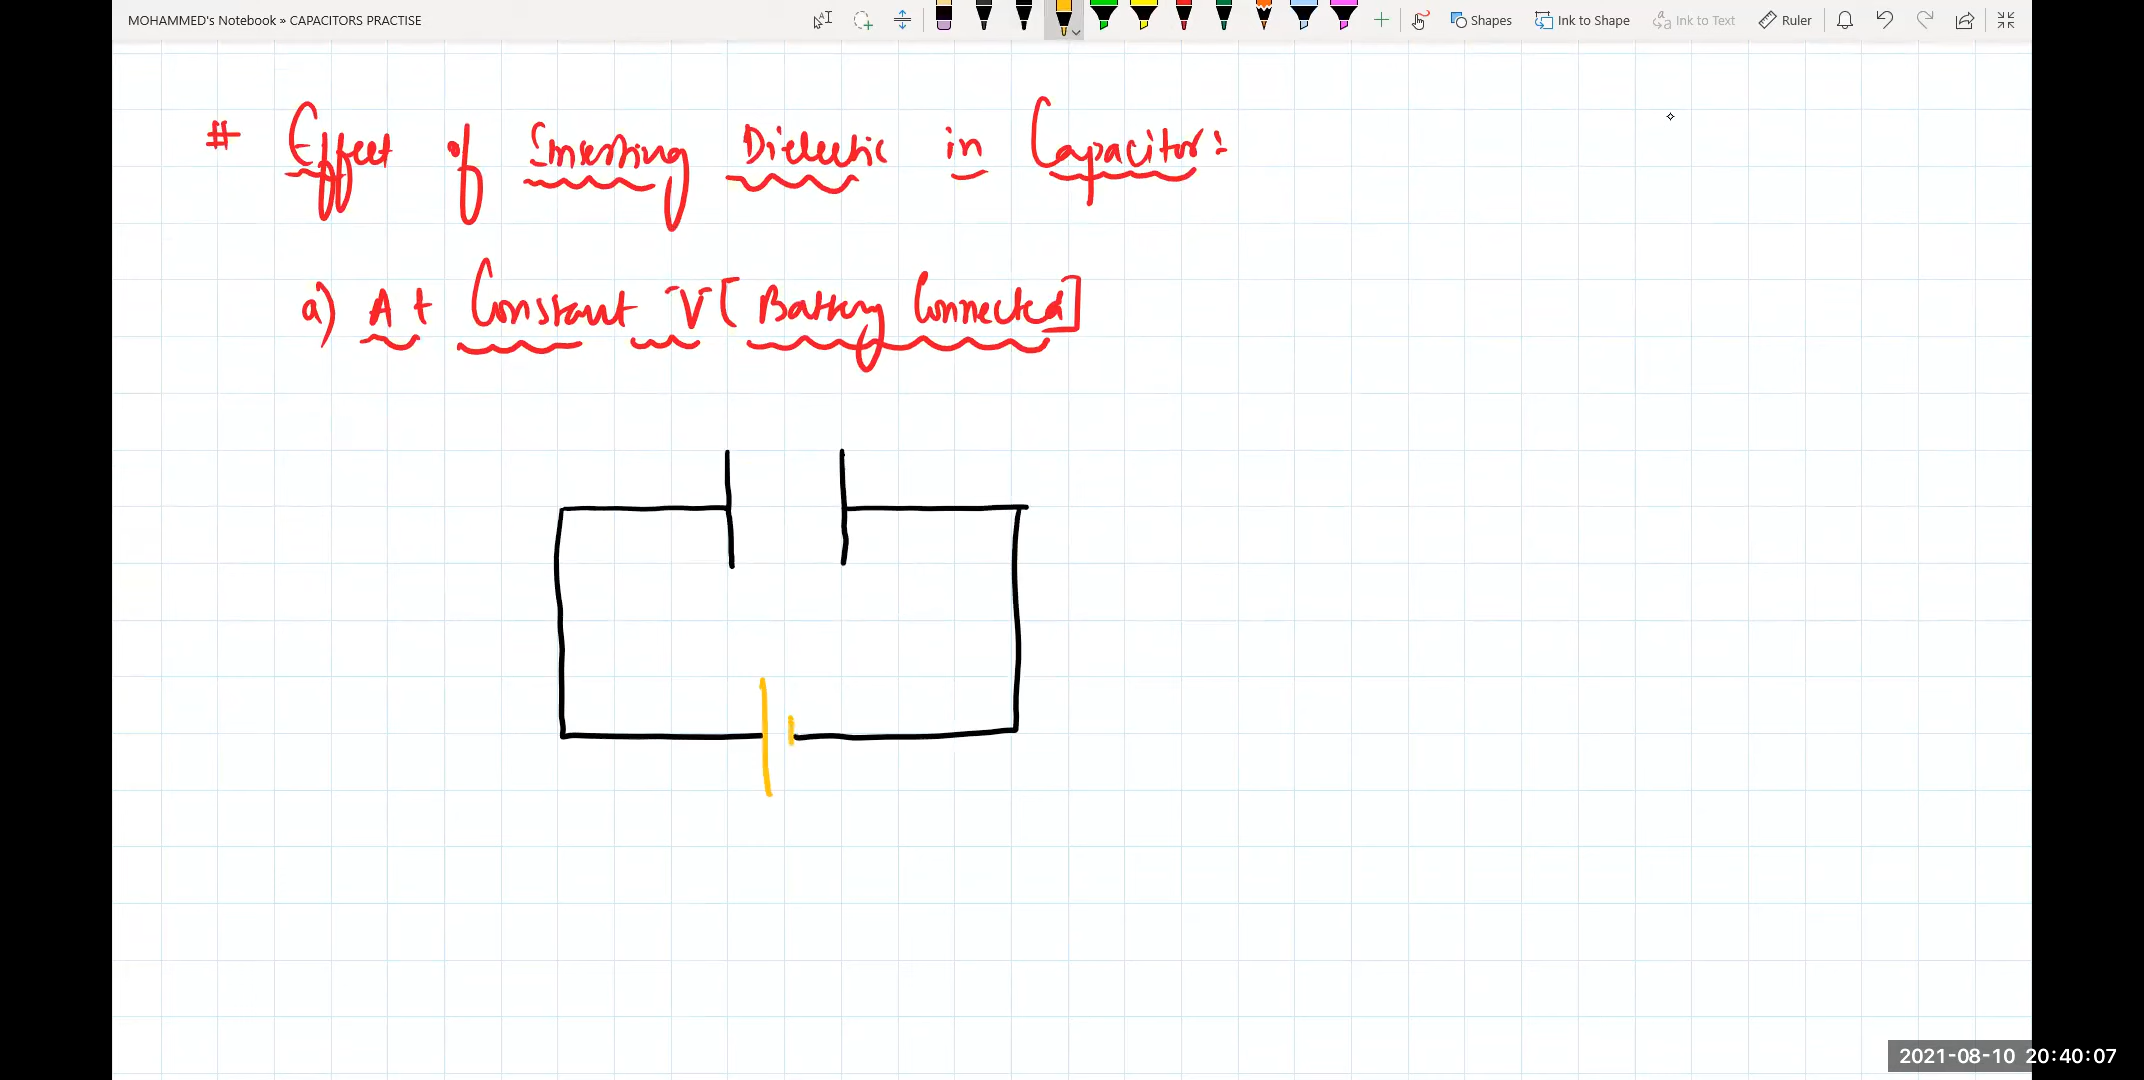 MOHAMMED's Notebook » CAPACITORS PRACTISE
Shapes Ink to Shape Ink to Text Ruler
# Effect of Inserting Dielectric in Capacitor:
a) At Constant V [Battery Connected]
2021-08-10 20:40:07